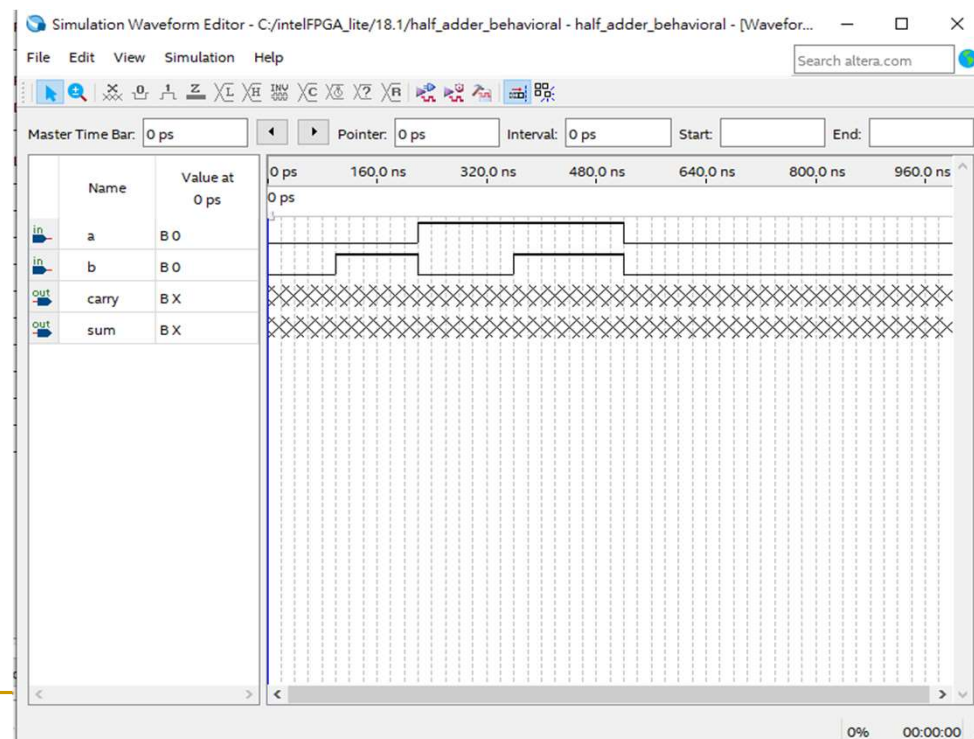 Simulation Waveform Editor - C:/intelFPGA_lite/18.1/half_adder_behavioral - half_adder_behavioral - [Wavefor...
File Edit View Simulation Help
Search altera.com
Master Time Bar: 0 ps Pointer: 0 ps Interval: 0 ps Start: End:
Name Value at 0 ps
0 ps 160.0 ns 320.0 ns 480.0 ns 640.0 ns 800.0 ns 960.0 ns
0 ps
in a B 0
in b B 0
out carry B X
out sum B X
0% 00:00:00